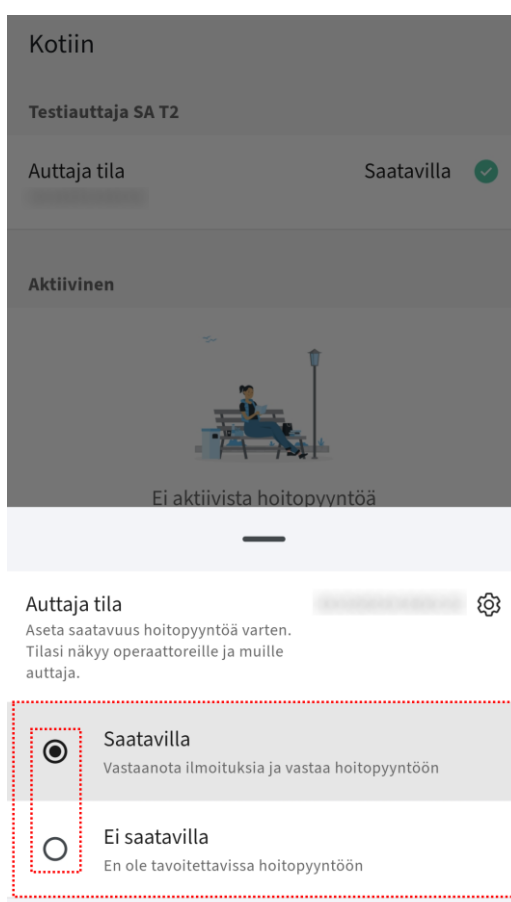 Kotiin
Testiauttaja SA T2
Auttaja tila Saatavilla
Aktiivinen
Ei aktiivista hoitopyyntöä
Auttaja tila
Aseta saatavuus hoitopyyntöä varten.
Tilasi näkyy operaattoreille ja muille
auttaja.
Saatavilla
Vastaanota ilmoituksia ja vastaa hoitopyyntöön
Ei saatavilla
En ole tavoitettavissa hoitopyyntöön